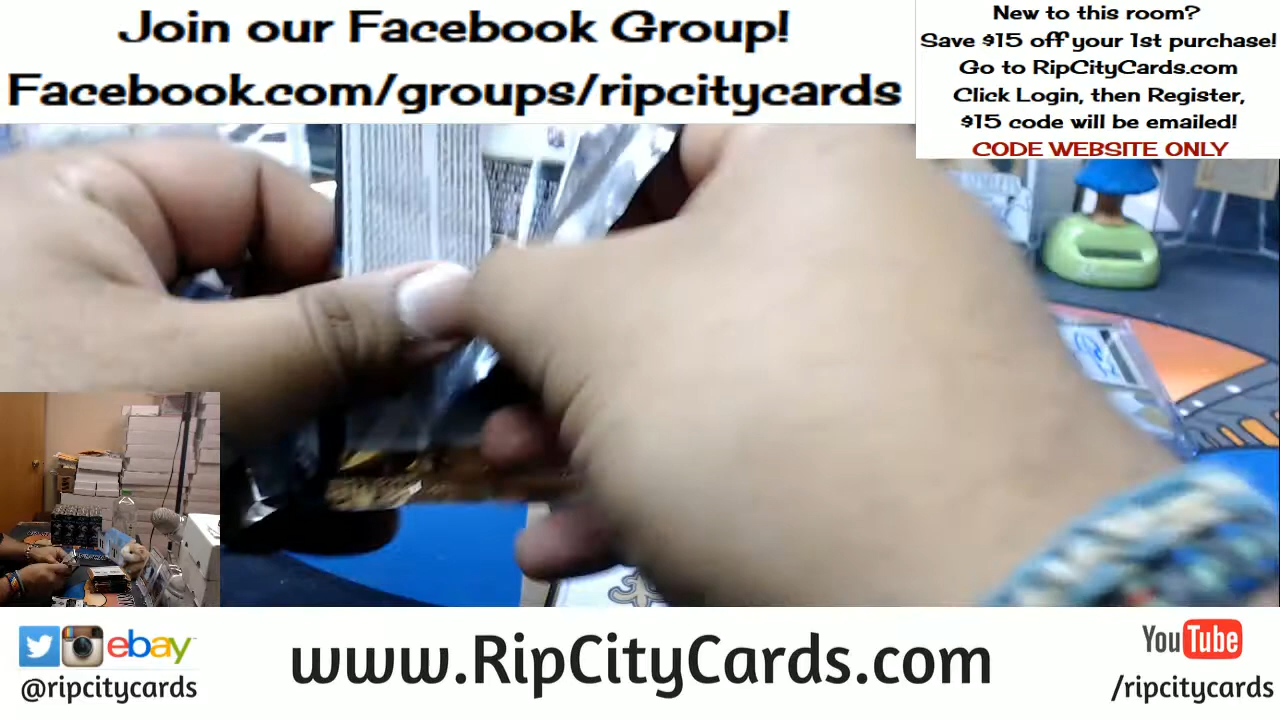 Join our Facebook Group!
Facebook.com/groups/ripcitycards
New to this room?
Save $15 off your 1st purchase!
Go to RipCityCards.com
Click Login, then Register,
$15 code will be emailed!
CODE WEBSITE ONLY
ebay
@ripcitycards
www.RipCityCards.com
YouTube
/ripcitycards